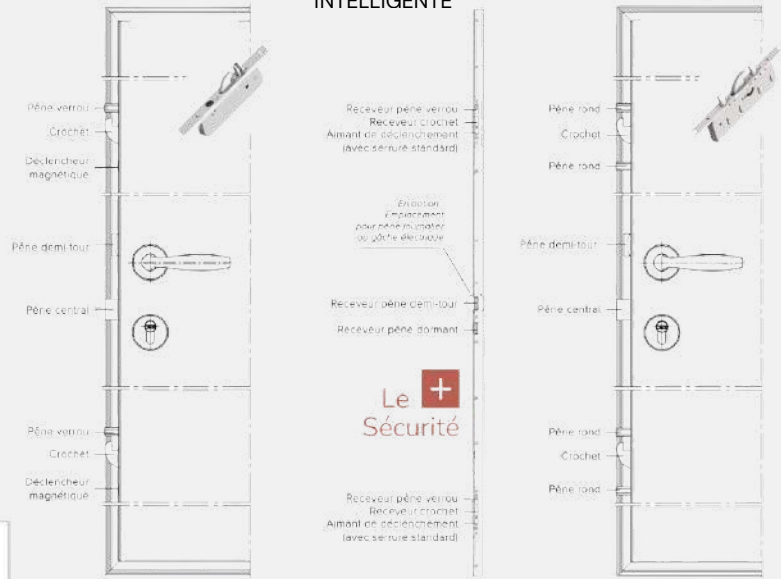 INTELLIGENTE
Pêne verrou
Crochet
Déclencheur
magnétique
Pêne demi-tour
Pêne central
Pêne verrou
Crochet
Déclencheur
magnétique
Receveur pêne verrou
Receveur crochet
Aimant de déclenchement
(avec serrure standard)
En option
Emplacement
pour pêne
ou gâche électrique
Receveur pêne demi-tour
Receveur pêne dormant
Le +
Sécurité
Receveur pêne verrou
Receveur crochet
Aimant de déclenchement
(avec serrure standard)
Pêne rond
Crochet
Pêne rond
Pêne demi-tour
Pêne central
Pêne rond
Crochet
Pêne rond